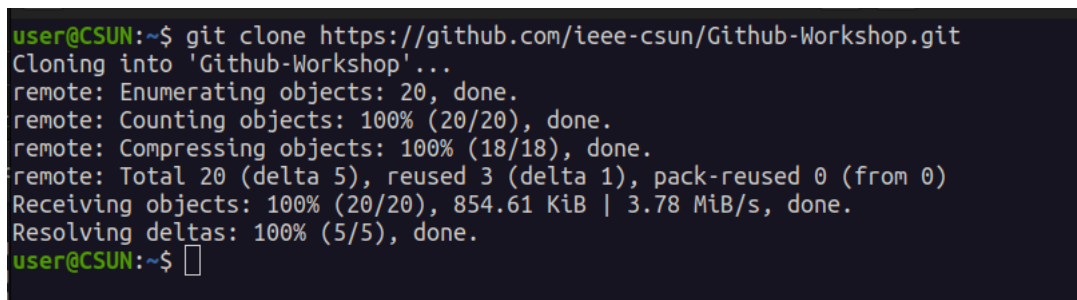 user@CSUN:~$ git clone https://github.com/ieee-csun/Github-Workshop.git
Cloning into 'Github-Workshop'...
remote: Enumerating objects: 20, done.
remote: Counting objects: 100% (20/20), done.
remote: Compressing objects: 100% (18/18), done.
remote: Total 20 (delta 5), reused 3 (delta 1), pack-reused 0 (from 0)
Receiving objects: 100% (20/20), 854.61 KiB | 3.78 MiB/s, done.
Resolving deltas: 100% (5/5), done.
user@CSUN:~$